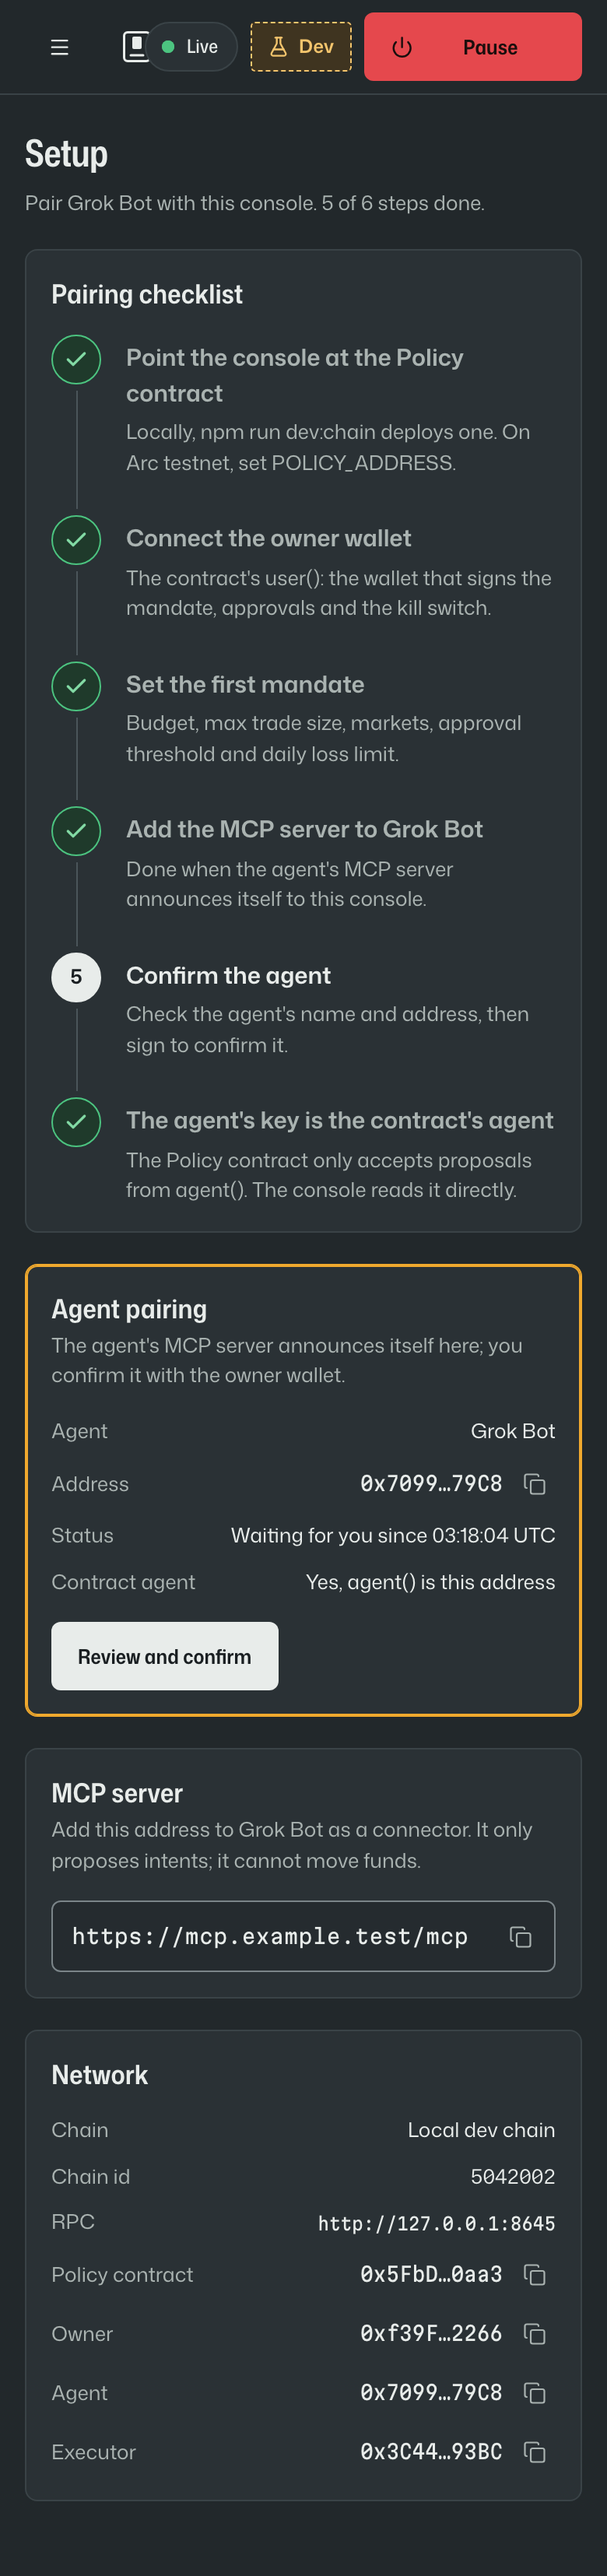 Live
Dev
Pause
Setup
Pair Grok Bot with this console. 5 of 6 steps done.
Pairing checklist
Point the console at the Policy
contract
Locally, npm run dev:chain deploys one. On
Arc testnet, set POLICY_ADDRESS.
Connect the owner wallet
The contract's user(): the wallet that signs the
mandate, approvals and the kill switch.
Set the first mandate
Budget, max trade size, markets, approval
threshold and daily loss limit.
Add the MCP server to Grok Bot
Done when the agent's MCP server
announces itself to this console.
5
Confirm the agent
Check the agent's name and address, then
sign to confirm it.
The agent's key is the contract's agent
The Policy contract only accepts proposals
from agent(). The console reads it directly.
Agent pairing
The agent's MCP server announces itself here; you
confirm it with the owner wallet.
Agent Grok Bot
Address 0x7099…79C8
Status Waiting for you since 03:18:04 UTC
Contract agent Yes, agent() is this address
Review and confirm
MCP server
Add this address to Grok Bot as a connector. It only
proposes intents; it cannot move funds.
https://mcp.example.test/mcp
Network
Chain Local dev chain
Chain id 5042002
RPC http://127.0.0.1:8645
Policy contract 0x5FbD…0aa3
Owner 0xf39F…2266
Agent 0x7099…79C8
Executor 0x3C44…93BC